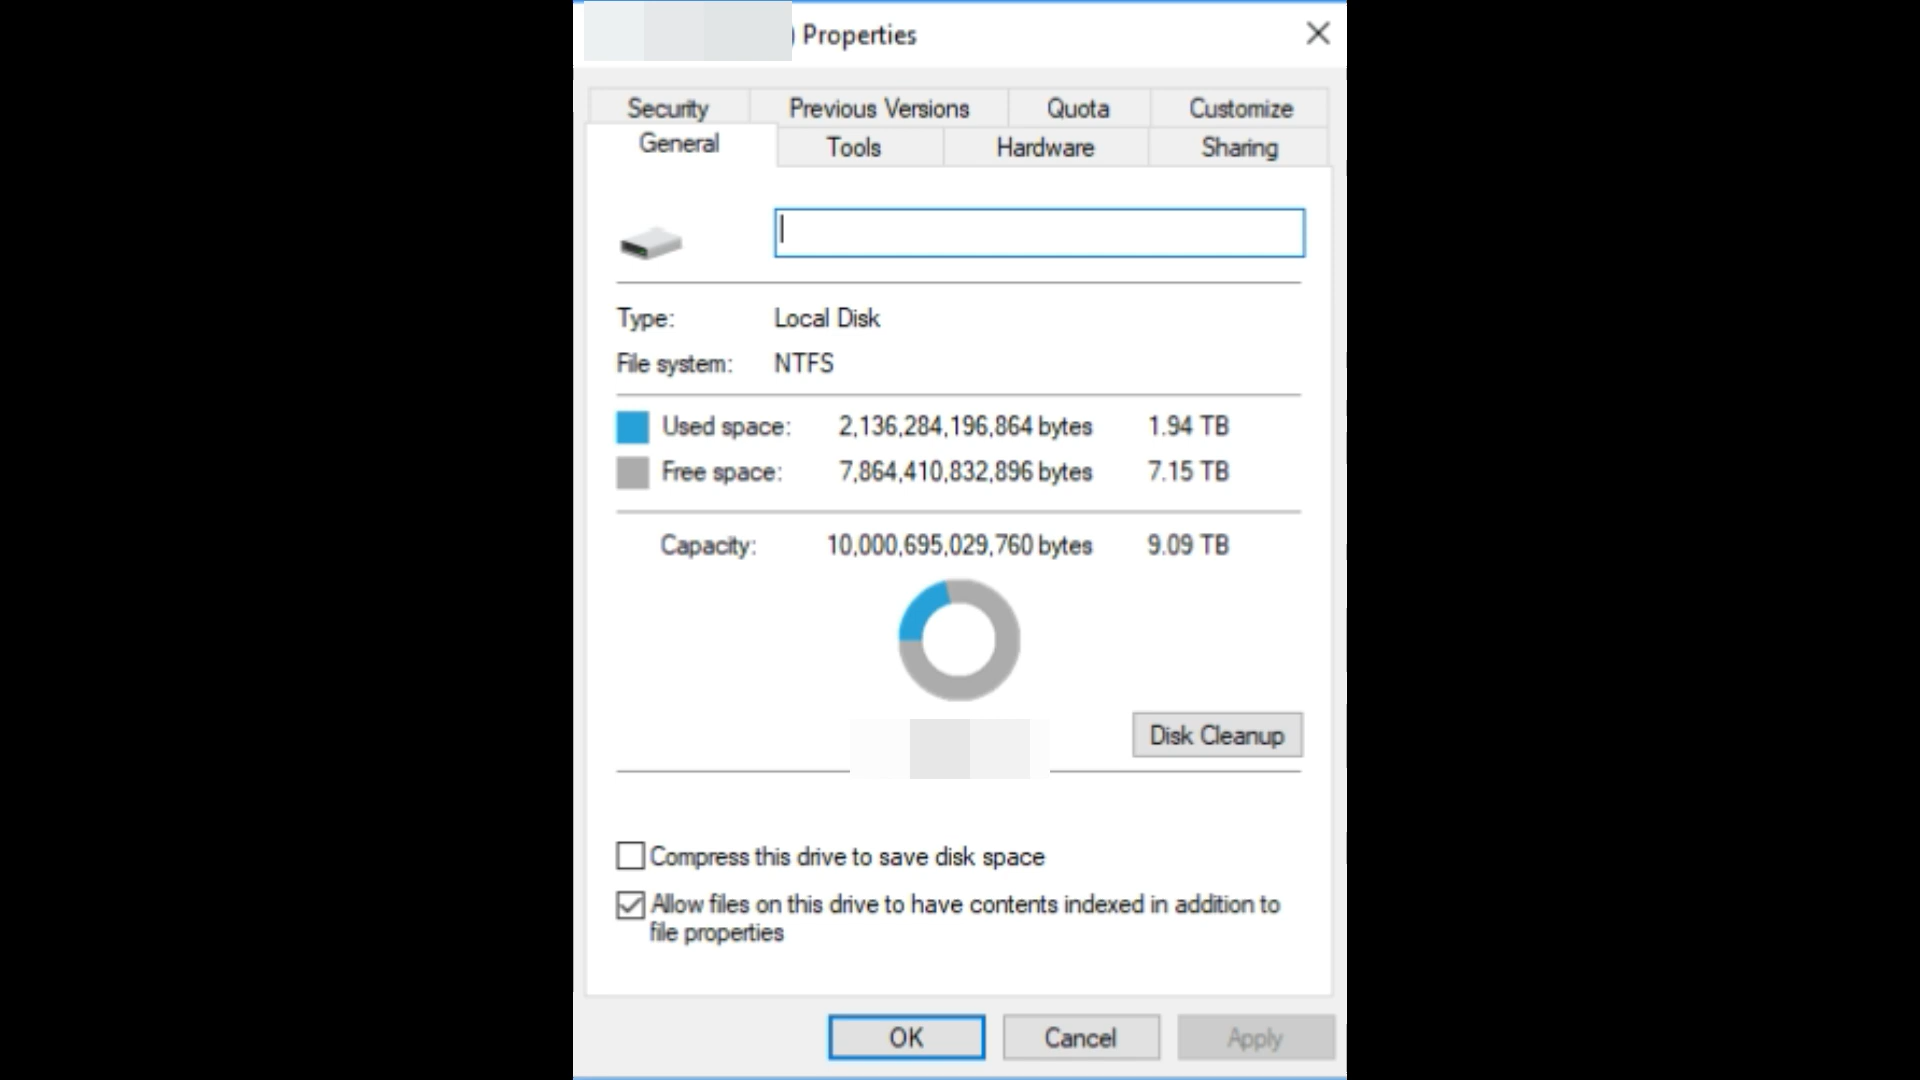 ) Properties
Security Previous Versions Quota Customize
General Tools Hardware Sharing
Type: Local Disk
File system: NTFS
Used space: 2,136,284,196,864 bytes 1.94 TB
Free space: 7,864,410,832,896 bytes 7.15 TB
Capacity: 10,000,695,029,760 bytes 9.09 TB
Disk Cleanup
Compress this drive to save disk space
Allow files on this drive to have contents indexed in addition to
file properties
OK Cancel Apply